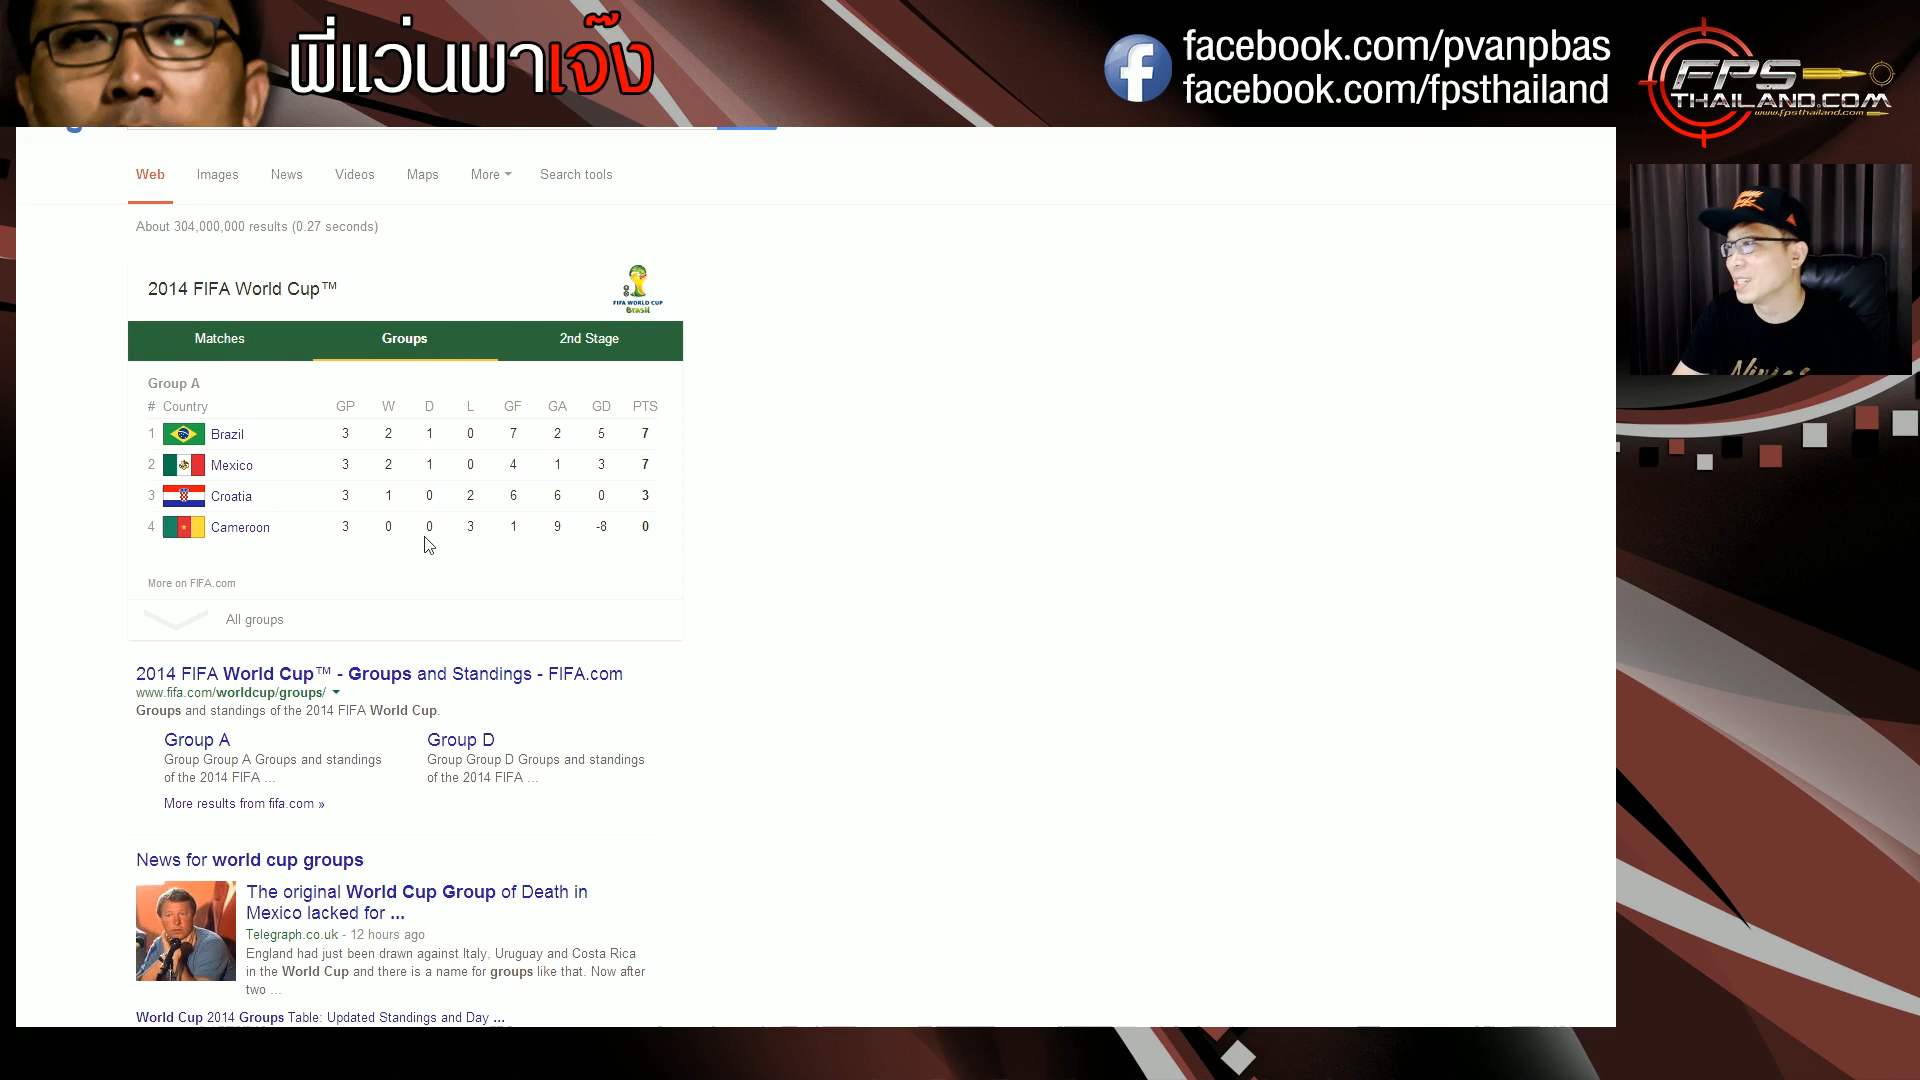 พี่แว่นพาเจ๊ง
facebook.com/pvanpbas
facebook.com/fpsthailand
FPS
THAILAND.COM
www.fpsthailand.com
Web Images News Videos Maps More Search tools
About 304,000,000 results (0.27 seconds)
2014 FIFA World Cup™
FIFA WORLD CUP
Brasil
Matches Groups 2nd Stage
Group A
# Country GP W D L GF GA GD PTS
1 Brazil 3 2 1 0 7 2 5 7
2 Mexico 3 2 1 0 4 1 3 7
3 Croatia 3 1 0 2 6 6 0 3
4 Cameroon 3 0 0 3 1 9 -8 0
More on FIFA.com
All groups
2014 FIFA World Cup™ - Groups and Standings - FIFA.com
www.fifa.com/worldcup/groups/
Groups and standings of the 2014 FIFA World Cup.
Group A
Group Group A Groups and standings
of the 2014 FIFA ...
Group D
Group Group D Groups and standings
of the 2014 FIFA ...
More results from fifa.com »
News for world cup groups
The original World Cup Group of Death in
Mexico lacked for ...
Telegraph.co.uk - 12 hours ago
England had just been drawn against Italy, Uruguay and Costa Rica
in the World Cup and there is a name for groups like that. Now after
two ...
World Cup 2014 Groups Table: Updated Standings and Day ...